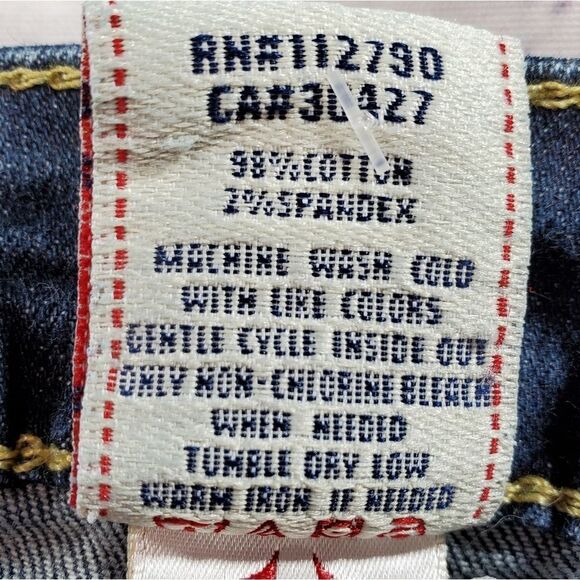 RN#112790
CA#30427
98%COTTON
2%SPANDEX
MACHINE WASH COLD
WITH LIKE COLORS
GENTLE CYCLE INSIDE OUT
ONLY NON-CHLORINE BLEACH
WHEN NEEDED
TUMBLE DRY LOW
WARM IRON IF NEEDED